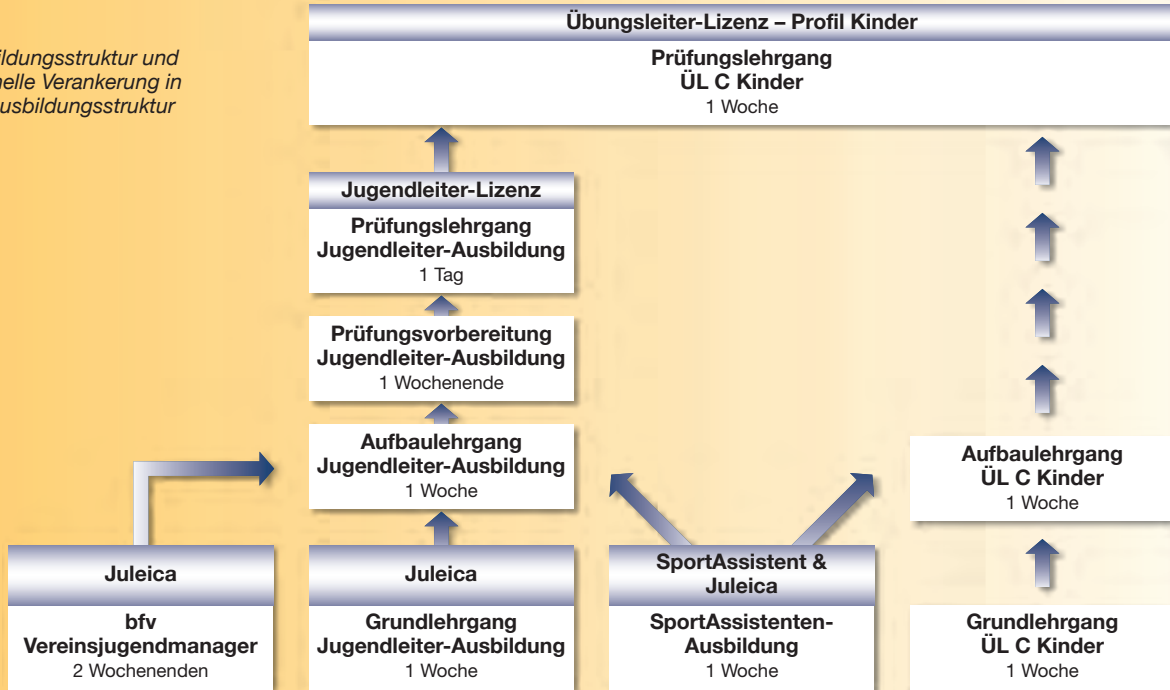 Übungsleiter-Lizenz – Profil Kinder
Prüfungslehrgang
ÜL C Kinder
1 Woche
ildungsstruktur und
nelle Verankerung in
usbildungsstruktur
Jugendleiter-Lizenz
Prüfungslehrgang
Jugendleiter-Ausbildung
1 Tag
Prüfungsvorbereitung
Jugendleiter-Ausbildung
1 Wochenende
Aufbaulehrgang
Jugendleiter-Ausbildung
1 Woche
Aufbaulehrgang
ÜL C Kinder
1 Woche
Juleica
bfv
Vereinsjugendmanager
2 Wochenenden
Juleica
Grundlehrgang
Jugendleiter-Ausbildung
1 Woche
SportAssistent &
Juleica
SportAssistenten-
Ausbildung
1 Woche
Grundlehrgang
ÜL C Kinder
1 Woche